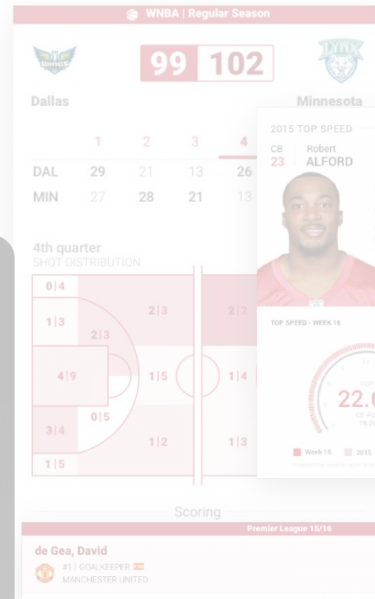 WNBA | Regular Season
99 102
Dallas Minnesota
1 2 3 4
DAL 29 21 13 26
MIN 27 28 21 13
4th quarter
SHOT DISTRIBUTION
0|4
1|3
2|3
2|3
4|9
1|5
1|4
0|5
3|4
1|2
1|3
1|5
2015 TOP SPEED
CB Robert
23 ALFORD
TOP SPEED - WEEK 16
22.
Week 16 2015
Scoring
Premier League 15/16
de Gea, David
#1 | GOALKEEPER
MANCHESTER UNITED